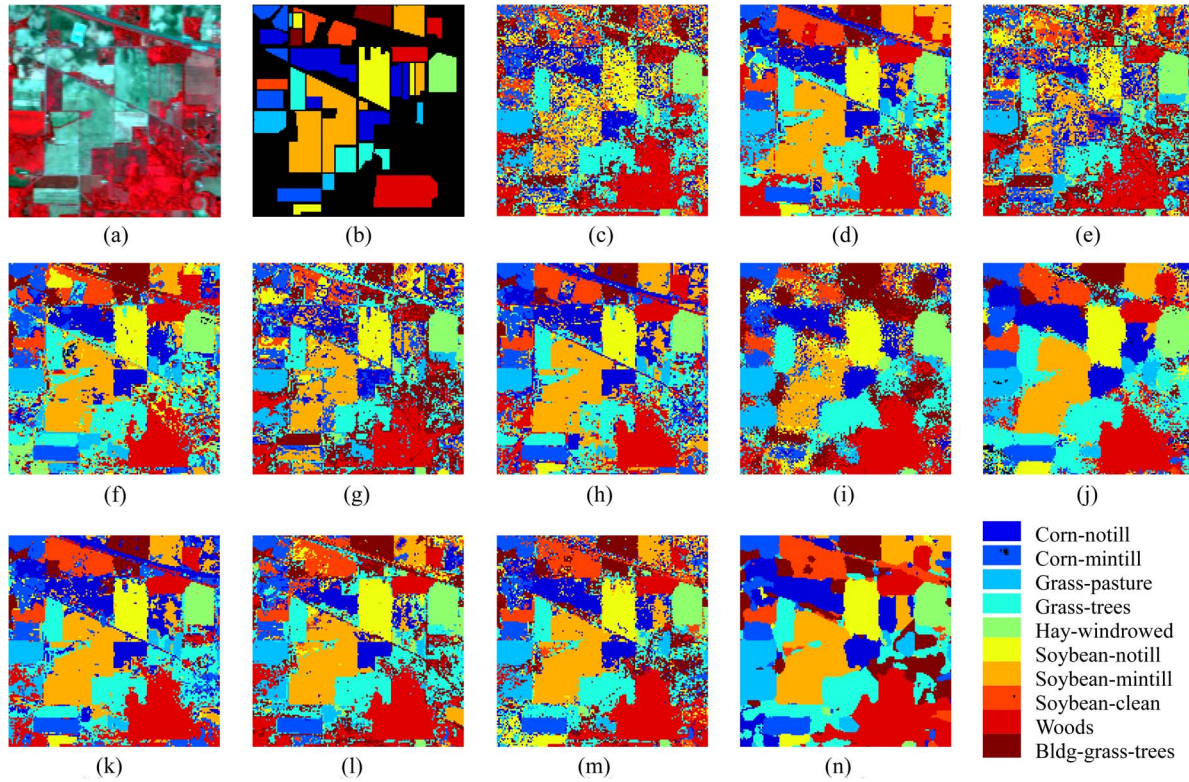 (a) (b) (c) (d) (e)
(f) (g) (h) (i) (j)
Corn-notill
Corn-mintill
Grass-pasture
Grass-trees
Hay-windrowed
Soybean-notill
Soybean-mintill
Soybean-clean
Woods
Bldg-grass-trees
(k) (l) (m) (n)